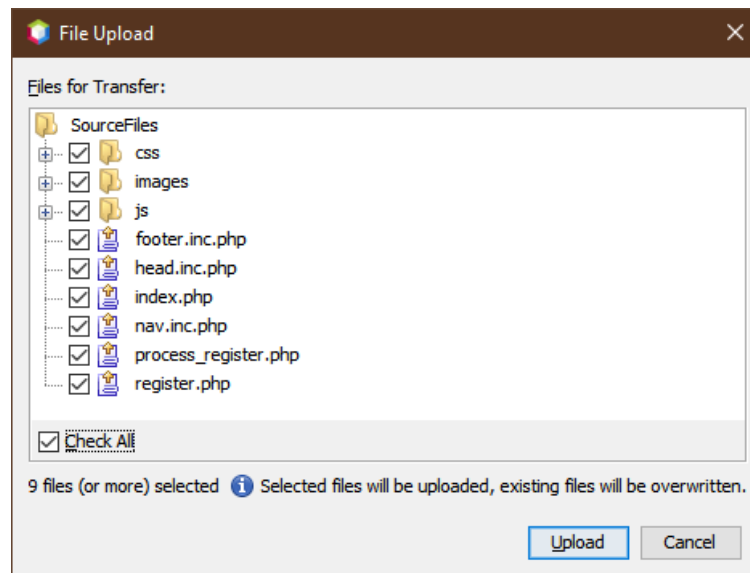 File Upload
Files for Transfer:
SourceFiles
css
images
js
footer.inc.php
head.inc.php
index.php
nav.inc.php
process_register.php
register.php
Check All
9 files (or more) selected Selected files will be uploaded, existing files will be overwritten.
Upload Cancel